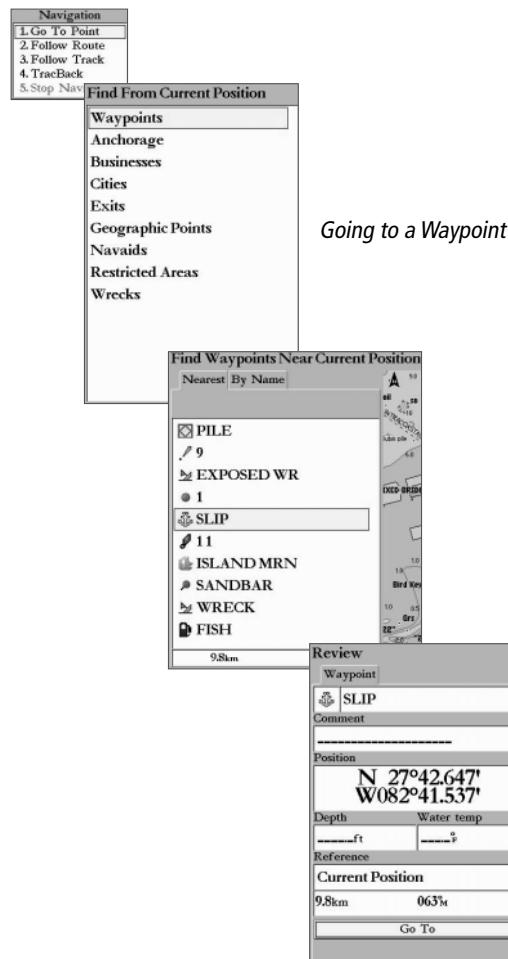 Navigation
1. Go To Point
2. Follow Route
3. Follow Track
4. TracBack
5. Stop Nav
Find From Current Position
Waypoints
Anchorage
Businesses
Cities
Exits
Geographic Points
Navaids
Restricted Areas
Wrecks
Going to a Waypoint
Find Waypoints Near Current Position
Nearest By Name
PILE
9
EXPOSED WR
1
SLIP
11
ISLAND MRN
SANDBAR
WRECK
FISH
9.8km
Bird Key
Grs
Review
Waypoint
SLIP
Comment
Position
N 27°42.647'
W082°41.537'
Depth Water temp
ft °F
Reference
Current Position
9.8km 063°M
Go To